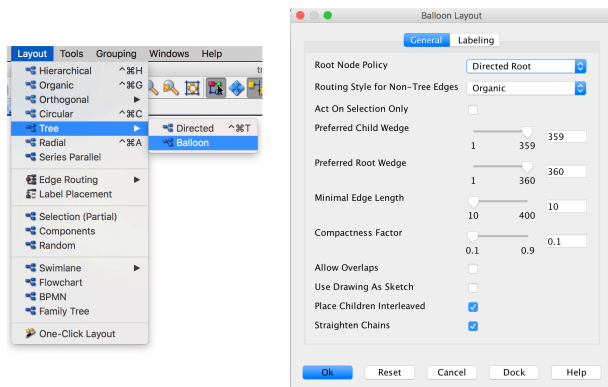 Layout Tools Grouping Windows Help
Hierarchical ^⌘H
Organic ^⌘G
Orthogonal ▶
Circular ^⌘C
Tree ▶
Radial ^⌘A
Series Parallel
Edge Routing ▶
Label Placement
Selection (Partial)
Components
Random
Swimlane ▶
Flowchart
BPMN
Family Tree
One-Click Layout
Directed ^⌘T
Balloon
Balloon Layout
General Labeling
Root Node Policy Directed Root
Routing Style for Non-Tree Edges Organic
Act On Selection Only
Preferred Child Wedge 359
1 359
Preferred Root Wedge 360
1 360
Minimal Edge Length 10
10 400
Compactness Factor 0.1
0.1 0.9
Allow Overlaps
Use Drawing As Sketch
Place Children Interleaved
Straighten Chains
Ok Reset Cancel Dock Help